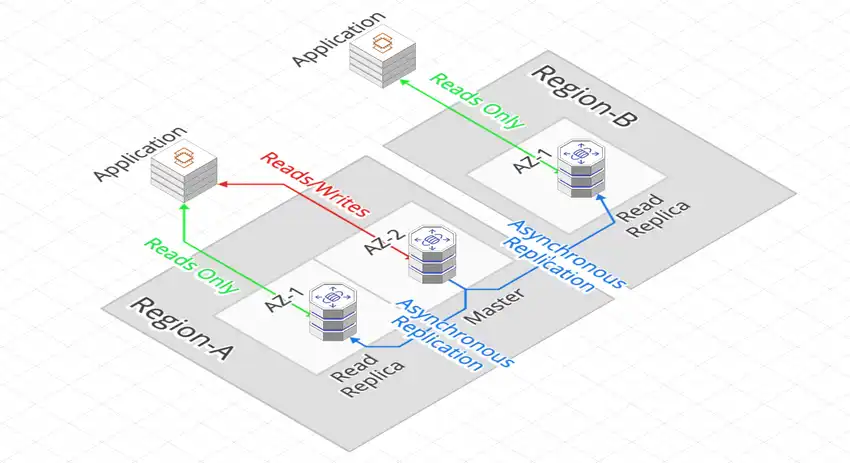 Application
Reads Only
Region-B
AZ-1
Read
Replica
Application
Reads/Writes
Reads Only
AZ-2
Asynchronous
Replication
Master
AZ-1
Asynchronous
Replication
Region-A
Read
Replica